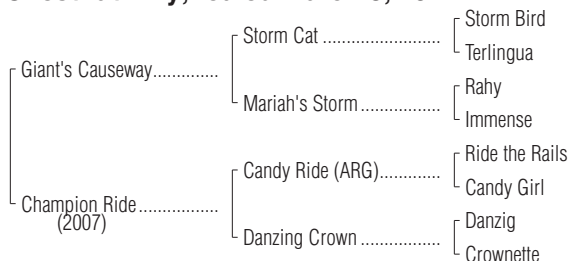 Storm Bird
Storm Cat ........................
Terlingua
Giant's Causeway..............
Rahy
Mariah's Storm .................
Immense
Ride the Rails
Candy Ride (ARG).............
Candy Girl
Champion Ride.................
(2007)
Danzig
Danzing Crown .................
Crownette